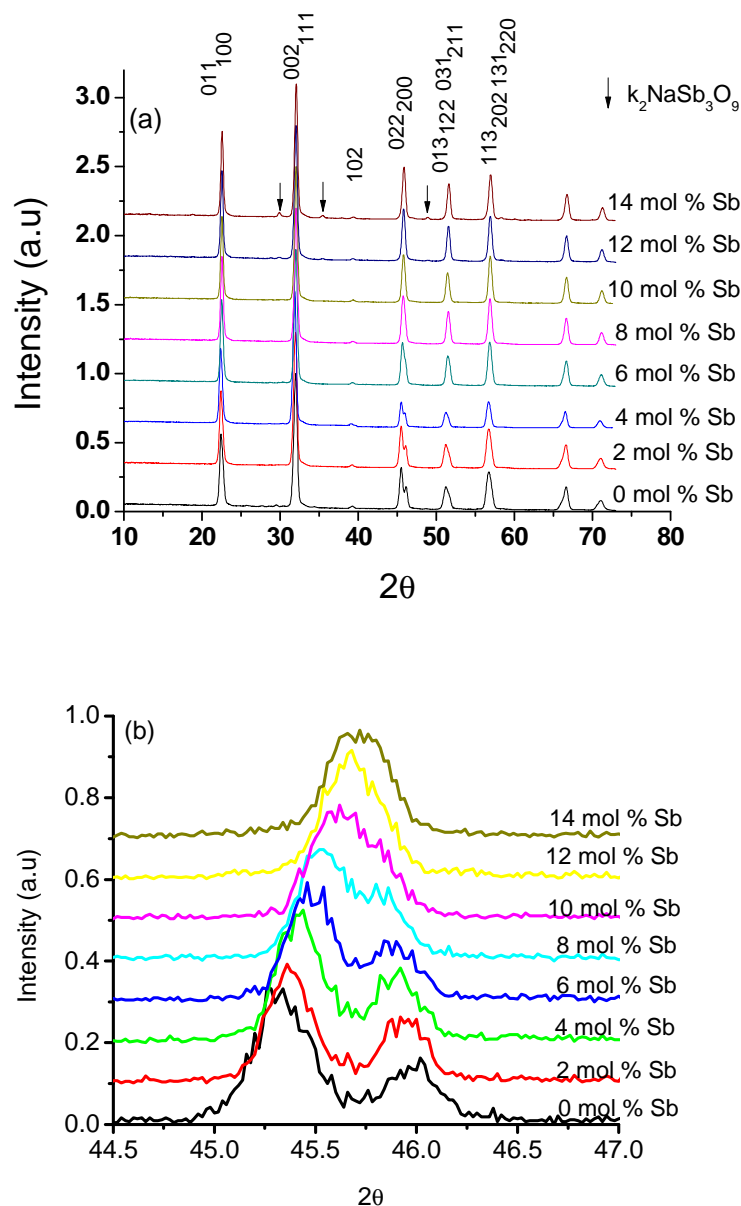 011 100
002 111
102
022 200
013 122 031 211
113 202 131 220
k2NaSb3O9
(a)
3.0
2.5
2.0
1.5
1.0
0.5
0.0
Intensity (a.u)
14 mol % Sb
12 mol % Sb
10 mol % Sb
8 mol % Sb
6 mol % Sb
4 mol % Sb
2 mol % Sb
0 mol % Sb
10 20 30 40 50 60 70 80
2θ
(b)
1.0
0.8
0.6
0.4
0.2
0.0
Intensity (a.u)
14 mol % Sb
12 mol % Sb
10 mol % Sb
8 mol % Sb
6 mol % Sb
4 mol % Sb
2 mol % Sb
0 mol % Sb
44.5 45.0 45.5 46.0 46.5 47.0
2θ